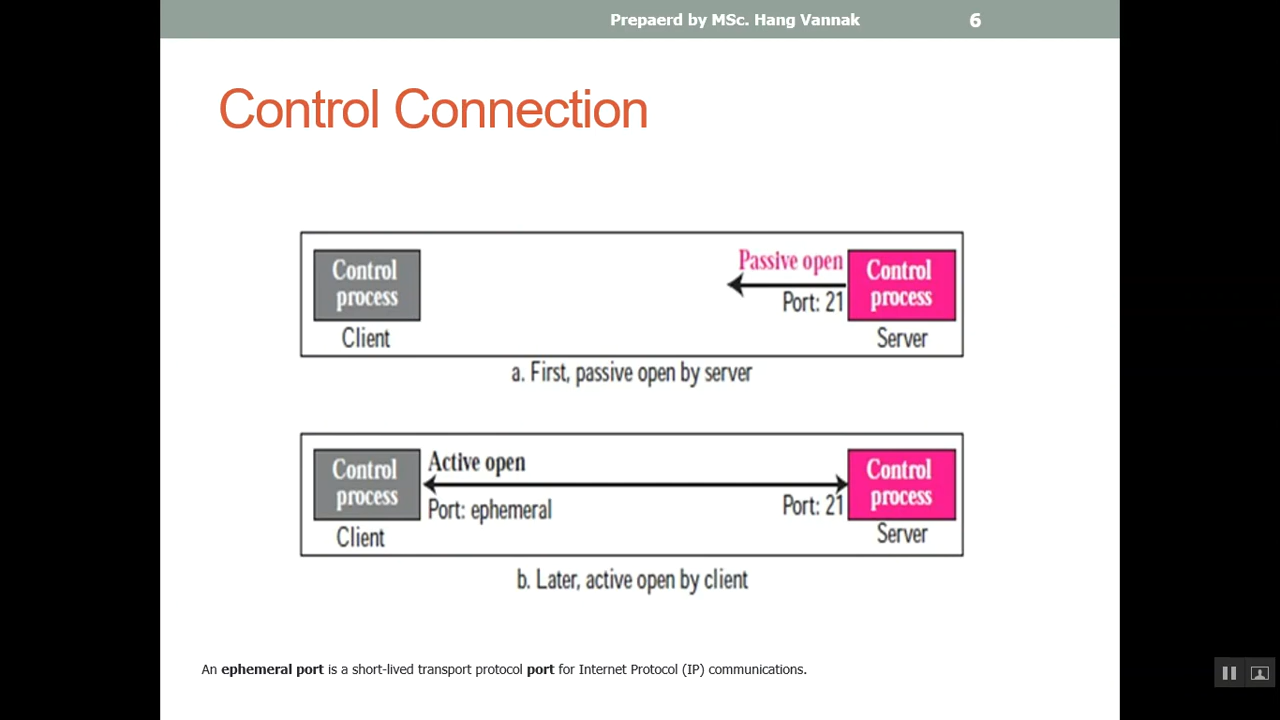 Prepaerd by MSc. Hang Vannak 6
Control Connection
Passive open
Control
process
Control
process
Port: 21
Client
Server
a. First, passive open by server
Active open
Control
process
Control
process
Port: ephemeral
Port: 21
Client
Server
b. Later, active open by client
An ephemeral port is a short-lived transport protocol port for Internet Protocol (IP) communications.